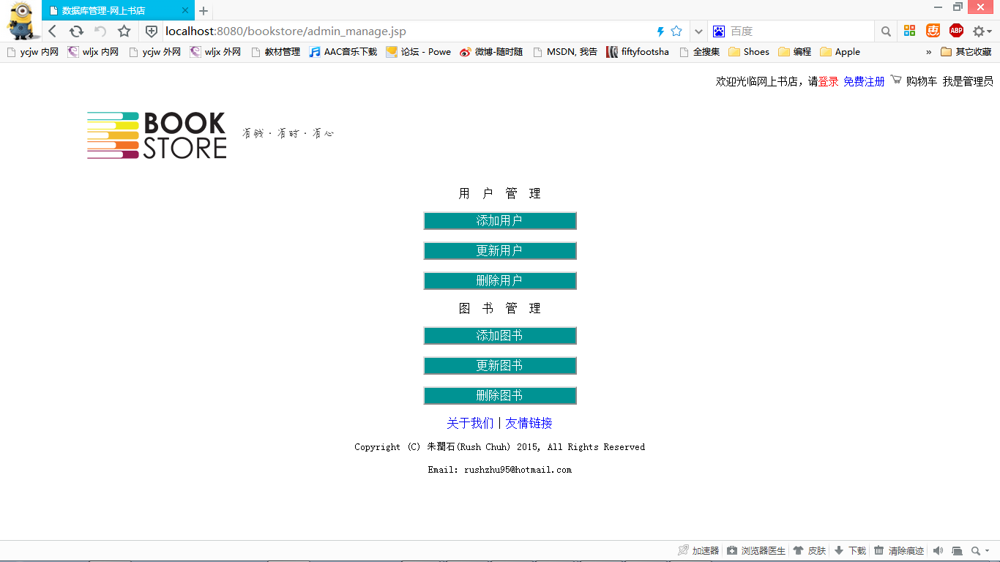 数据库管理-网上书店
localhost:8080/bookstore/admin_manage.jsp
百度
ABP
ycjw 内网 wljx 内网 ycjw 外网 wljx 外网 教材管理 AAC音乐下载 论坛 - Powe 微博-随时随 MSDN, 我告 fiftyfootsha 全搜集 Shoes 编程 Apple » 其它收藏
欢迎光临网上书店，请登录 免费注册 购物车 我是管理员
BOOK
STORE
有钱·有时·有心
用 户 管 理
添加用户
更新用户
删除用户
图 书 管 理
添加图书
更新图书
删除图书
关于我们|友情链接
Copyright (C) 朱潤石(Rush Chuh) 2015, All Rights Reserved
Email: rushzhu95@hotmail.com
加速器 浏览器医生 皮肤 下载 清除痕迹